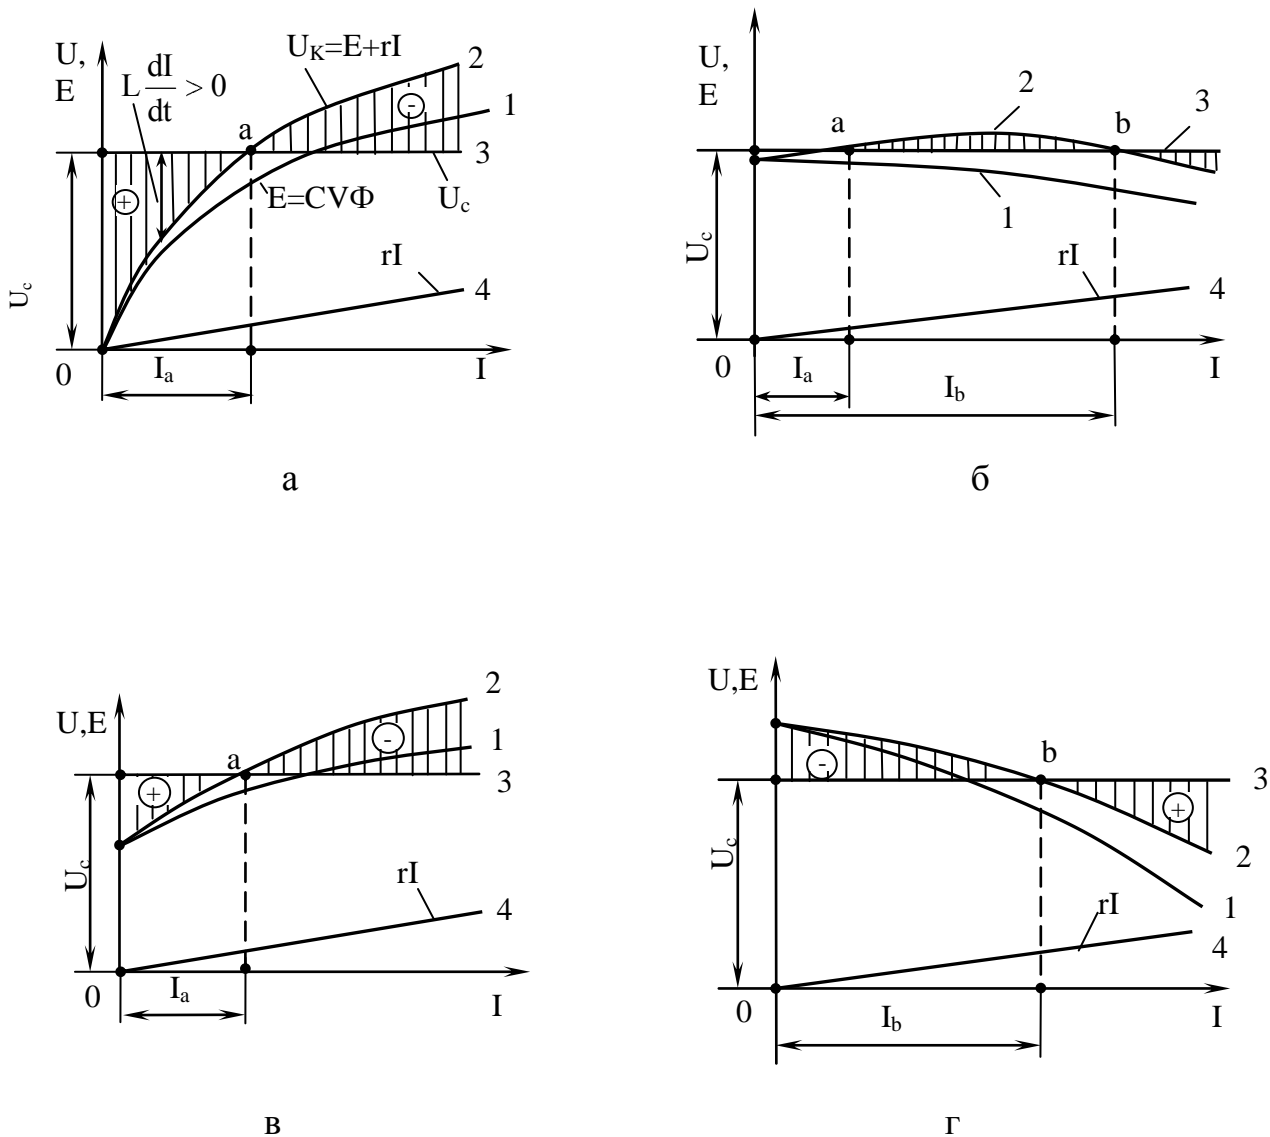 U,
E
L dI/dt > 0
U_K=E+rI
2
1
a
3
+
-
E=CVФ
U_c
rI
4
U_c
0
I_a
I
а
U,
E
2
3
a
b
1
U_c
rI
4
0
I_a
I_b
I
б
U,E
2
1
a
3
+
-
U_c
rI
4
0
I_a
I
в
U,E
b
3
-
+
U_c
2
rI
1
4
0
I_b
I
г